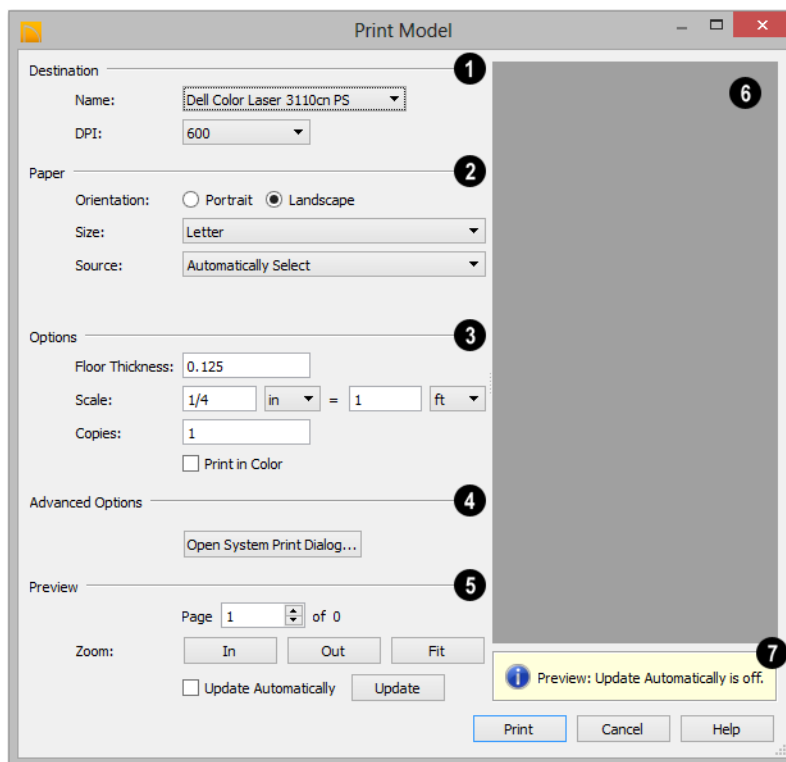 Print Model
Destination 1
Name: Dell Color Laser 3110cn PS
DPI: 600
Paper 2
Orientation: Portrait Landscape
Size: Letter
Source: Automatically Select
Options 3
Floor Thickness: 0.125
Scale: 1/4 in = 1 ft
Copies: 1
Print in Color
Advanced Options 4
Open System Print Dialog...
Preview 5
Page 1 of 0
Zoom: In Out Fit
Update Automatically Update
6
7
Preview: Update Automatically is off.
Print Cancel Help